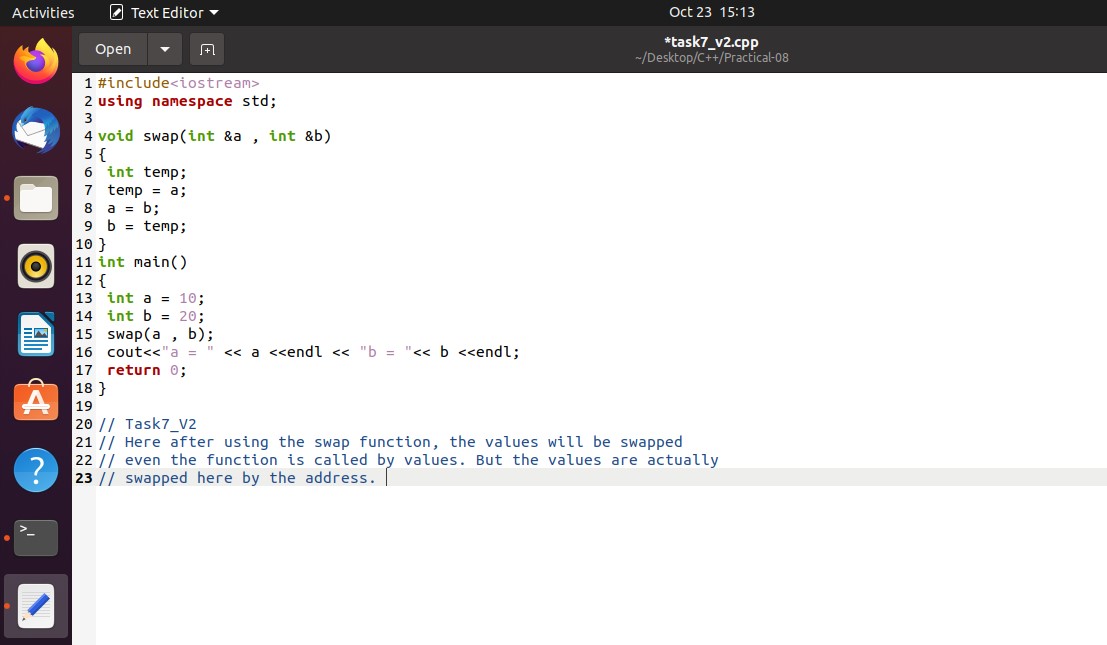 Activities Text Editor Oct 23 15:13
Open *task7_v2.cpp
~/Desktop/C++/Practical-08
1 #include<iostream>
2 using namespace std;
3
4 void swap(int &a , int &b)
5 {
6  int temp;
7  temp = a;
8  a = b;
9  b = temp;
10 }
11 int main()
12 {
13  int a = 10;
14  int b = 20;
15  swap(a , b);
16  cout<<"a = " << a <<endl << "b = "<< b <<endl;
17  return 0;
18 }
19
20 // Task7_V2
21 // Here after using the swap function, the values will be swapped
22 // even the function is called by values. But the values are actually
23 // swapped here by the address.